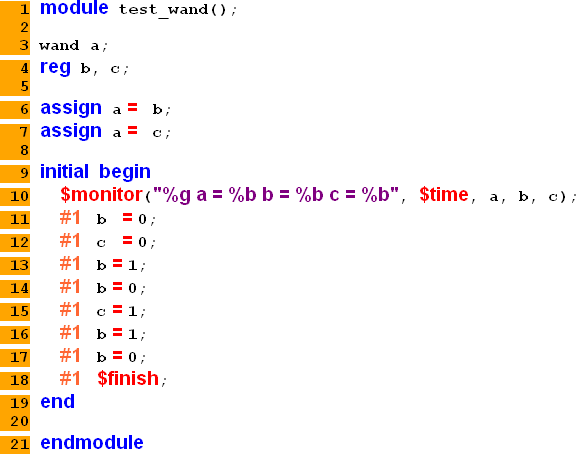 1 module test_wand();
2
3 wand a;
4 reg b, c;
5
6 assign a = b;
7 assign a = c;
8
9 initial begin
10 $monitor("%g a = %b b = %b c = %b", $time, a, b, c);
11 #1 b = 0;
12 #1 c = 0;
13 #1 b = 1;
14 #1 b = 0;
15 #1 c = 1;
16 #1 b = 1;
17 #1 b = 0;
18 #1 $finish;
19 end
20
21 endmodule